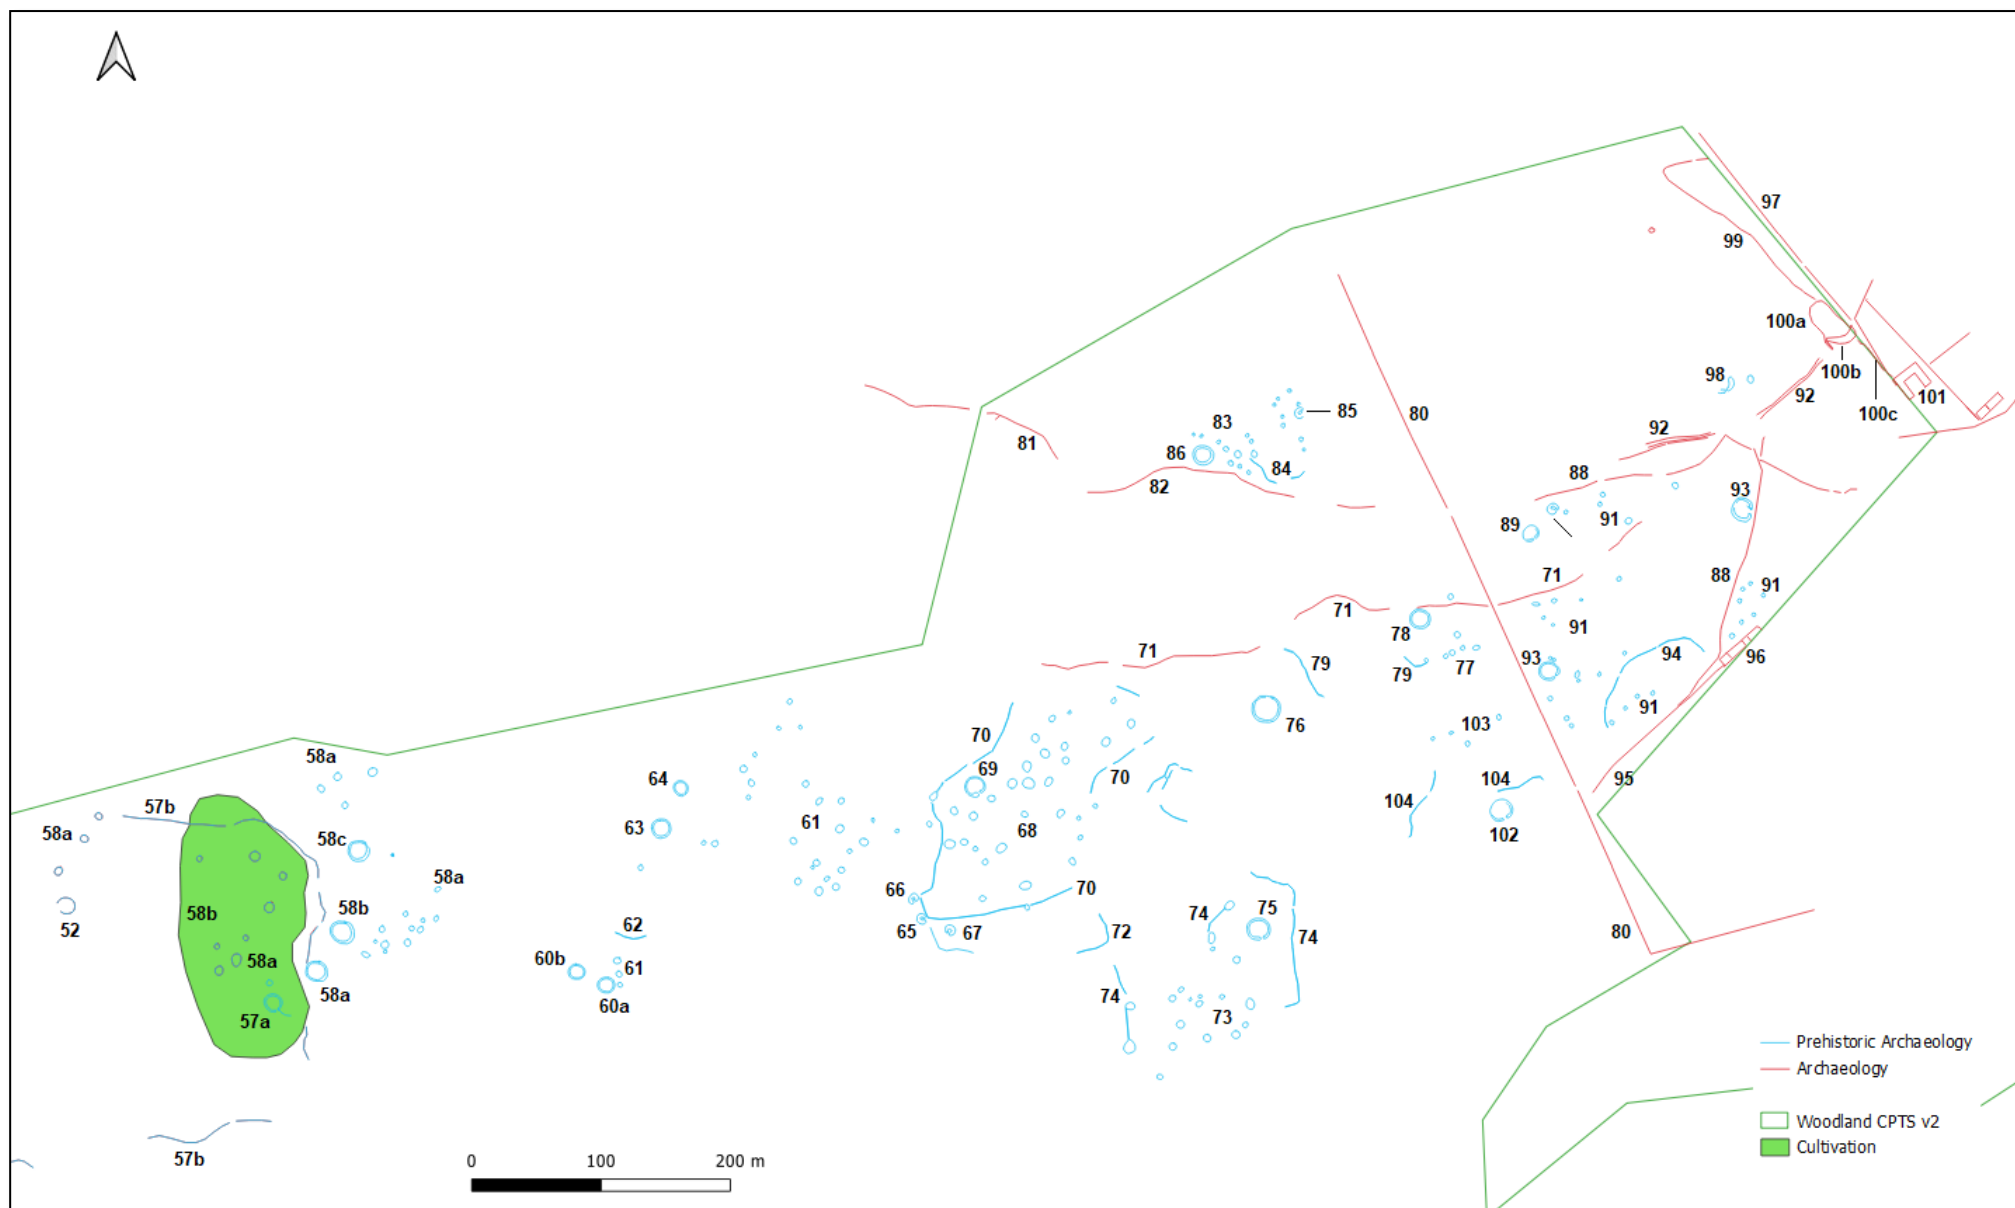 97
99
100a
100b
92
101
100c
98
80
85
83
86
84
82
81
92
88
93
89
91
71
88
91
91
71
78
71
79
79
77
93
94
96
91
76
103
70
69
70
104
104
95
102
58a
64
57b
58a
63
61
58c
68
58a
66
70
58b
58b
62
65
67
72
74
75
74
80
52
58a
58a
60b
61
60a
74
73
57a
57b
Prehistoric Archaeology
Archaeology
Woodland CPTS v2
Cultivation
0 100 200 m